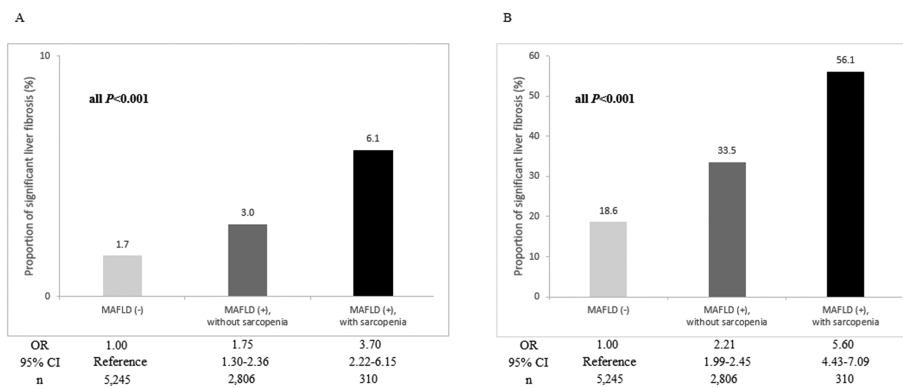 A
10
0
Proportion of significant liver fibrosis (%)
all P<0.001
1.7
3.0
6.1
MAFLD (-)
MAFLD (+),
without sarcopenia
MAFLD (+),
with sarcopenia
OR 1.00 1.75 3.70
95% CI Reference 1.30-2.36 2.22-6.15
n 5,245 2,806 310
B
60
50
40
30
20
10
0
Proportion of significant liver fibrosis (%)
all P<0.001
18.6
33.5
56.1
MAFLD (-)
MAFLD (+),
without sarcopenia
MAFLD (+),
with sarcopenia
OR 1.00 2.21 5.60
95% CI Reference 1.99-2.45 4.43-7.09
n 5,245 2,806 310